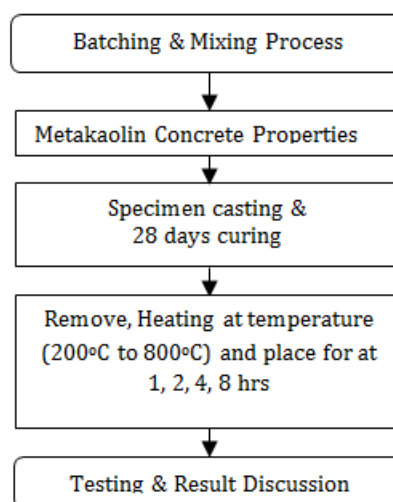 Batching & Mixing Process
Metakaolin Concrete Properties
Specimen casting &
28 days curing
Remove, Heating at temperature
(200ºC to 800ºC) and place for at
1, 2, 4, 8 hrs
Testing & Result Discussion